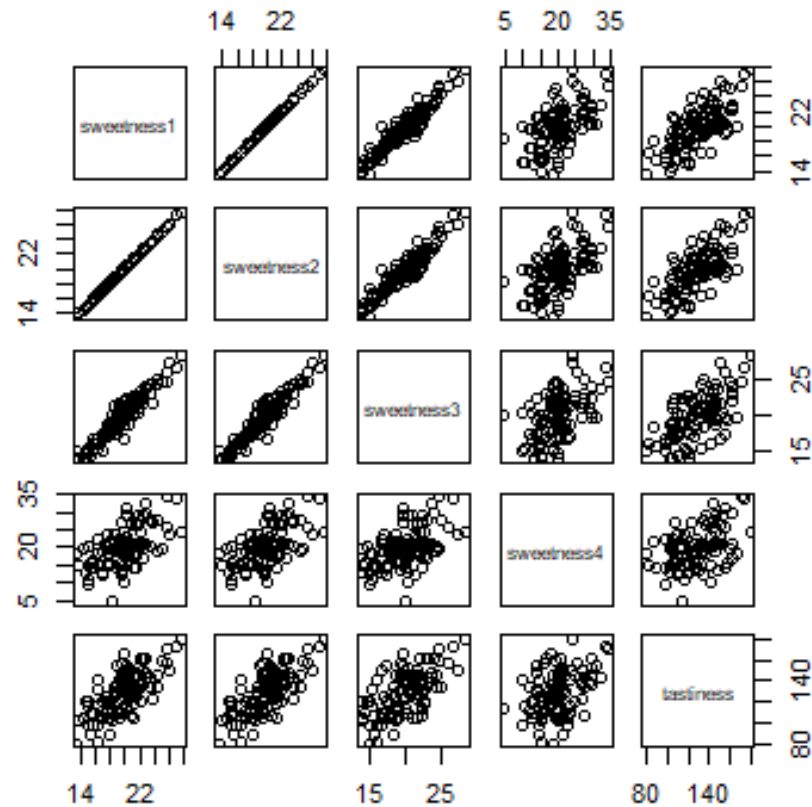 14 22 5 20 35
sweetness1 14 22
14 22 sweetness2
sweetness3 15 25
5 20 35 sweetness4
tastiness 80 140
14 22 15 25 80 140